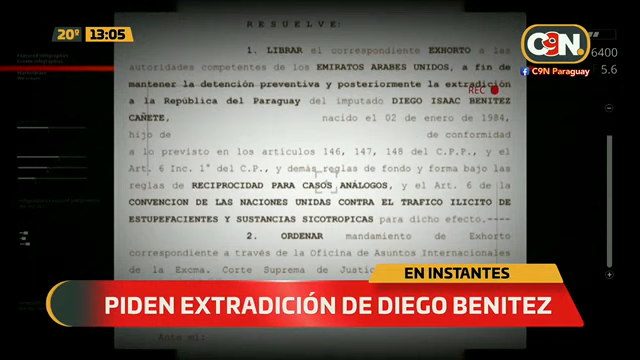 20º 13:05
C9N.
C9N Paraguay
6400
5.6
REC
RESUELVE:
1. LIBRAR el correspondiente EXHORTO a las
autoridades competentes de los EMIRATOS ARABES UNIDOS, a fin de
mantener la detención preventiva y posteriormente la extradición
a la República del Paraguay del imputado DIEGO ISAAC BENITEZ
CAÑETE, nacido el 02 de enero de 1984,
hijo de de conformidad
a lo previsto en los artículos 146, 147, 148 del C.P.P., y el
Art. 6 Inc. 1° del C.P., y demás reglas de fondo y forma bajo las
reglas de RECIPROCIDAD PARA CASOS ANÁLOGOS, y el Art. 6 de la
CONVENCION DE LAS NACIONES UNIDAS CONTRA EL TRAFICO ILICITO DE
ESTUPEFACIENTES Y SUSTANCIAS SICOTROPICAS para dicho efecto.----
2. ORDENAR mandamiento de Exhorto
correspondiente a través de la Oficina de Asuntos Internacionales
de la Excma. Corte Suprema de
EN INSTANTES
PIDEN EXTRADICIÓN DE DIEGO BENITEZ
Ante mi: